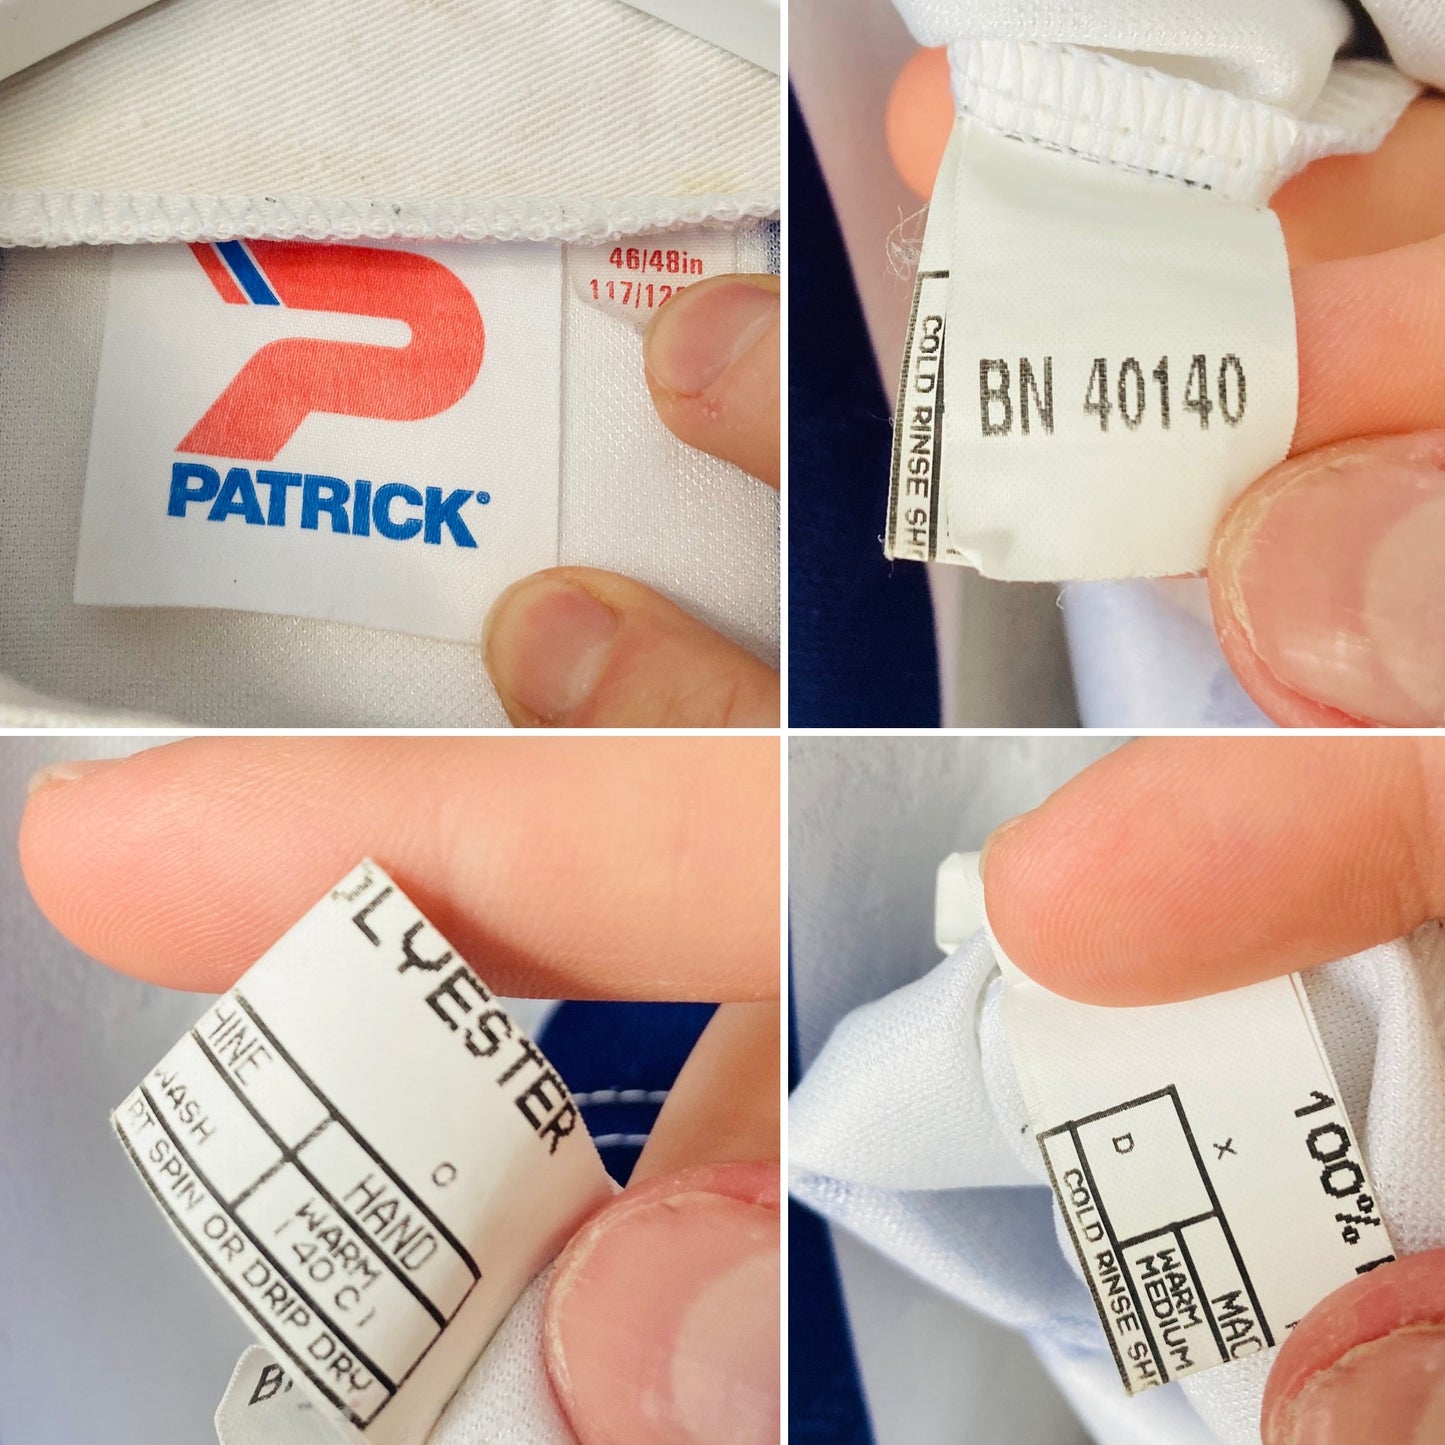 46/48in
117/12
PATRICK®
BN 40140
COLD RINSE SH
LYESTER
O
HINE
HAND
WASH
WARM
( 40 C )
RT SPIN OR DRIP DRY
B
100%
X
D
MAC
WARM
MEDIUM
COLD RINSE SH